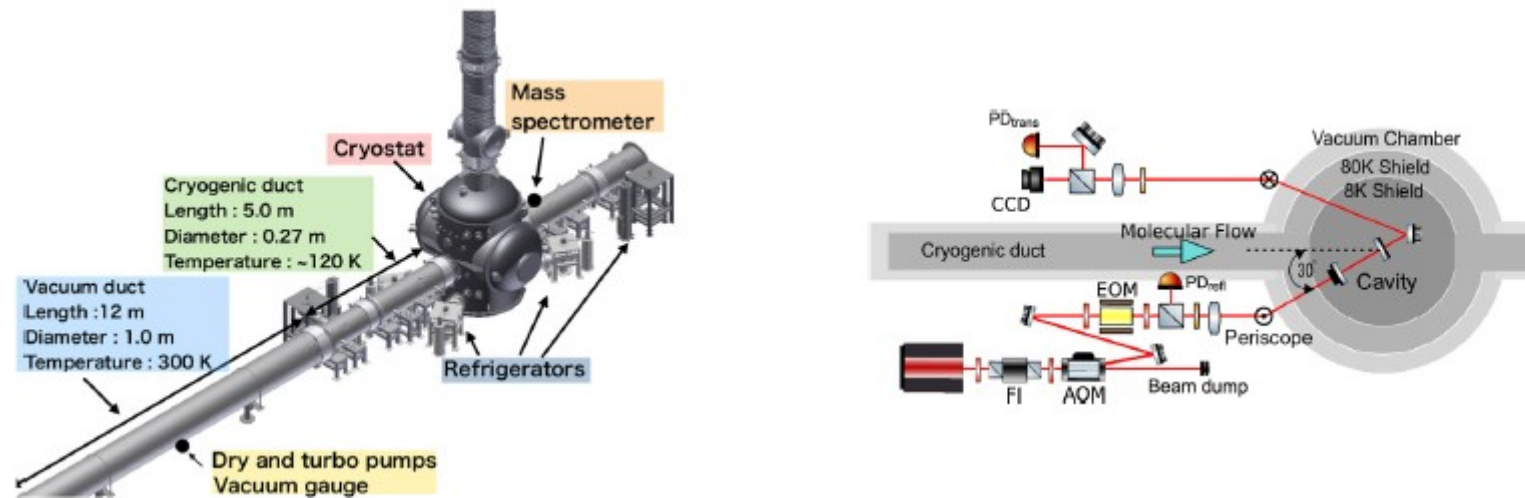 Mass
spectrometer
Cryostat
Cryogenic duct
Length : 5.0 m
Diameter : 0.27 m
Temperature : ~120 K
Vacuum duct
Length :12 m
Diameter : 1.0 m
Temperature : 300 K
Refrigerators
Dry and turbo pumps
Vacuum gauge
PDtrans
CCD
Vacuum Chamber
80K Shield
8K Shield
Molecular Flow
Cryogenic duct
30°
Cavity
EOM
PDrefl
Periscope
FI
AOM
Beam dump